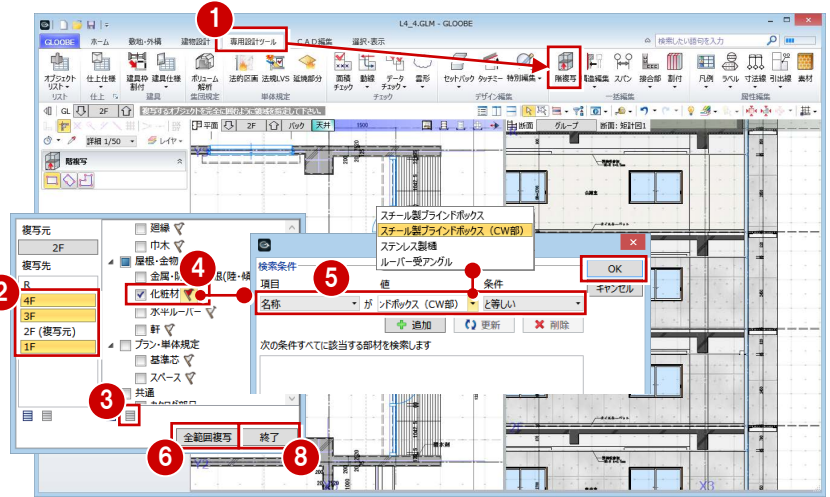 1
L4_4.GLM - GLOOBE
GLOOBE ホーム 敷地・外構 建物設計 専用設計ツール CAD編集 選択・表示 検索したい語句を入力
オブジェクトリスト 仕上仕様 建具枠割付 建具仕様 ボリューム解析 法的区画 法規LVS 延焼部分 面積チェック 動線 データチェック 雲形 セットバック タッチミー 特別編集 階複写 スパン 接合部 割付 凡例 ラベル 寸法線 引出線 素材
リスト 仕上 建具 集団規定 単体規定 チェック デザイン編集 一括編集 属性編集
GL 2F
詳細 1/50 レイヤ
平面 2F バック 天井 1900
断面 グループ 断面: 矩計図1
階複写
複写元
2F
複写先
R
4F
3F
2F (複写元)
1F
2
廻縁
巾木
屋根・金物
化粧材
水平ルーバー
軒
プラン・単体規定
基準芯
スペース
共通
3
4
全範囲複写
終了
6
8
スチール製ブラインドボックス
スチール製ブラインドボックス（CW部）
ステンレス製樋
ルーバー受アングル
5
検索条件
項目 値 条件
名称 が ンドボックス（CW部） と等しい
追加 更新 削除
次の条件すべてに該当する部材を検索します
OK
キャンセル
Y2
X3